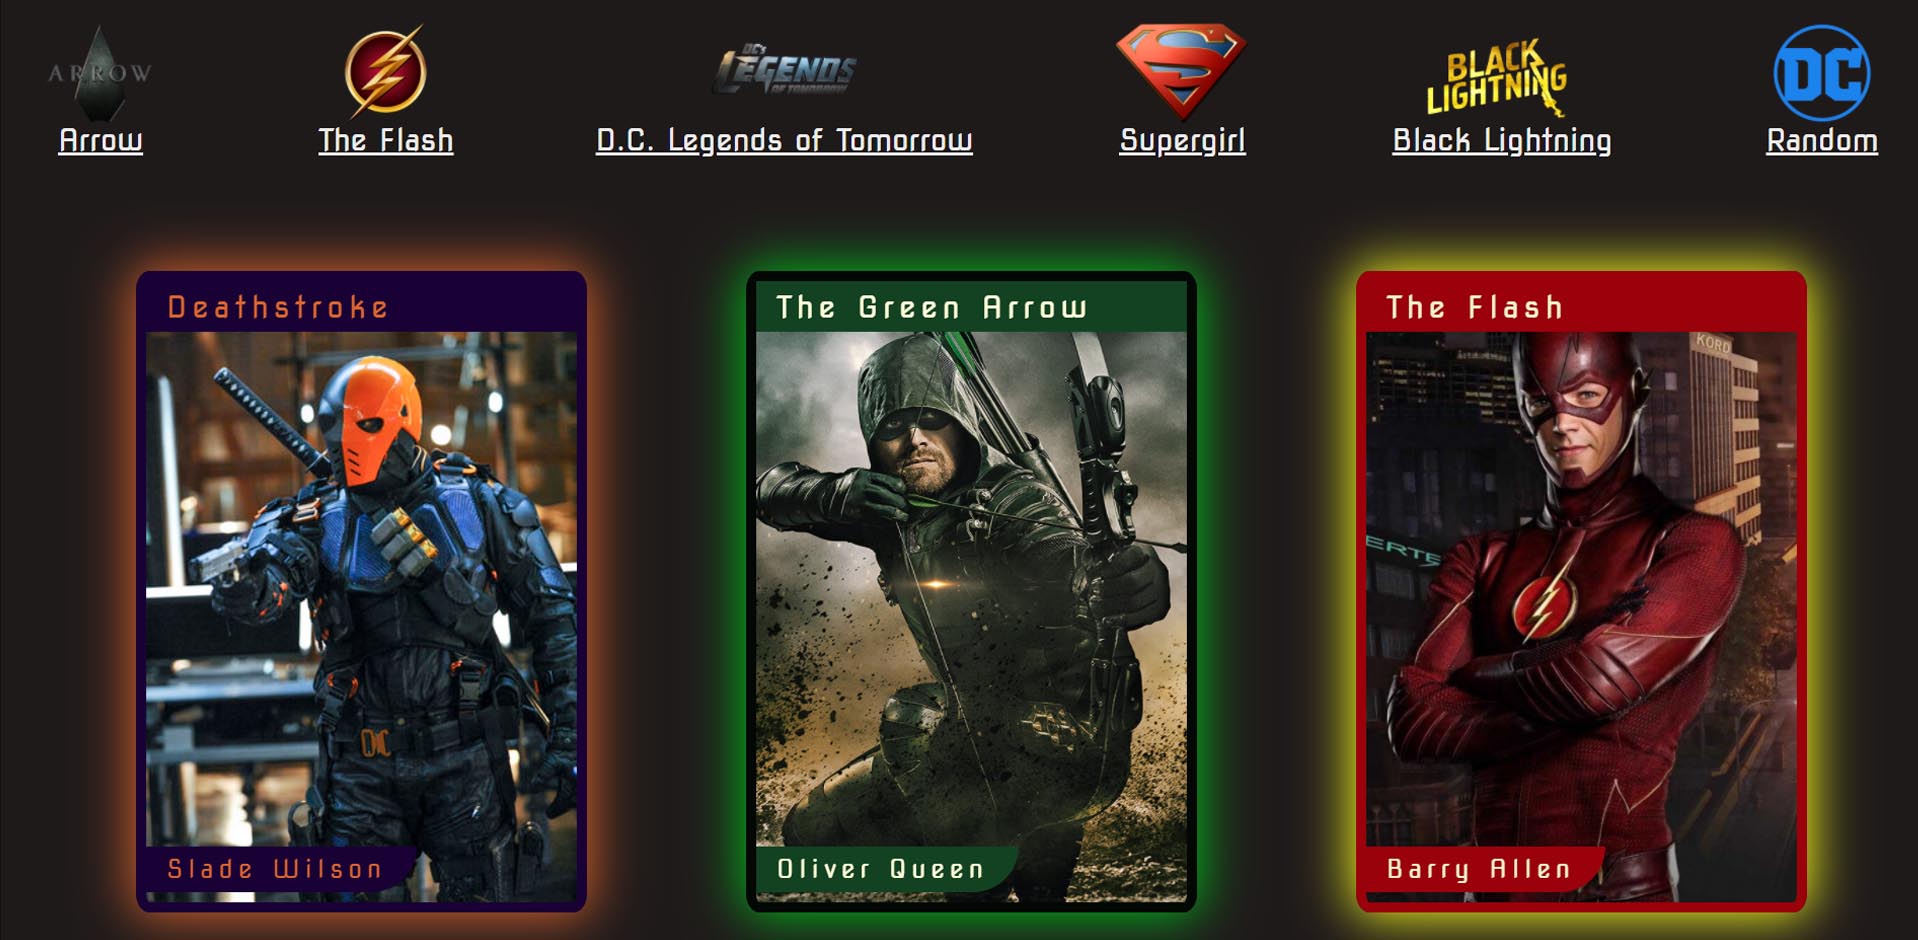 ARROW
DC's
LEGENDS
OF TOMORROW
S
BLACK
LIGHTNING
DC
Arrow
The Flash
D.C. Legends of Tomorrow
Supergirl
Black Lightning
Random
Deathstroke
The Green Arrow
The Flash
KORD
ERTE
Slade Wilson
Oliver Queen
Barry Allen